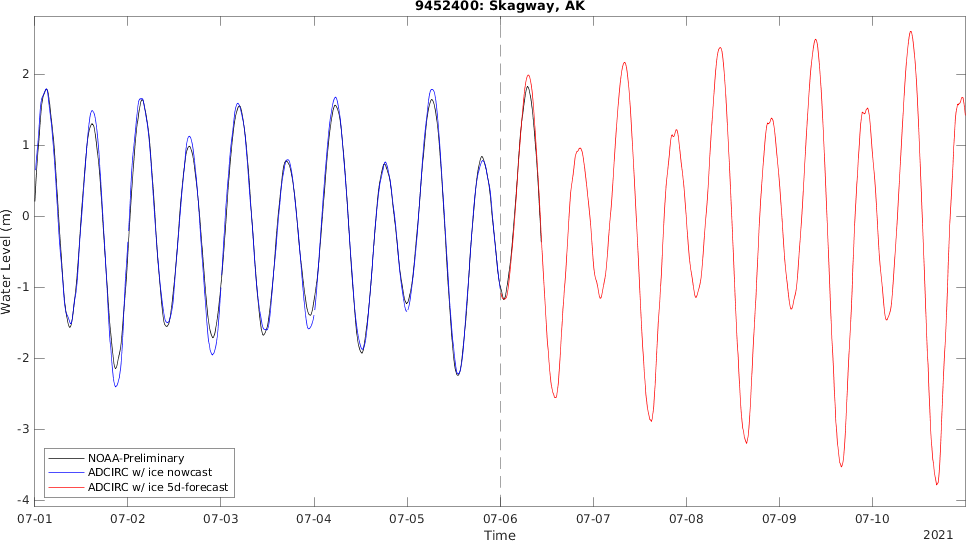 9452400: Skagway, AK
Water Level (m)
2
1
0
-1
-2
-3
-4
NOAA-Preliminary
ADCIRC w/ ice nowcast
ADCIRC w/ ice 5d-forecast
07-01 07-02 07-03 07-04 07-05 07-06 07-07 07-08 07-09 07-10
Time
2021